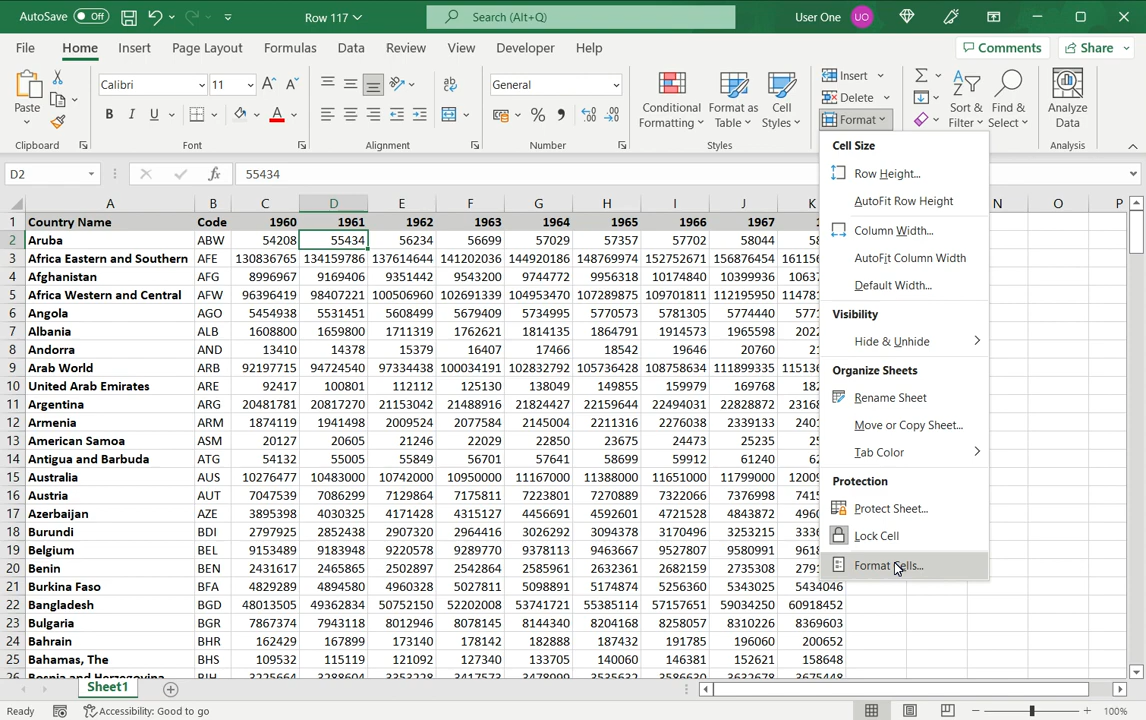 AutoSave Off Row 117 Search (Alt+Q) User One UO
File Home Insert Page Layout Formulas Data Review View Developer Help Comments Share
Paste Calibri 11 General Conditional Formatting Format as Table Cell Styles Insert Delete Format Sort & Filter Find & Select Analyze Data
Clipboard Font Alignment Number Styles Analysis
D2 fx 55434
A B C D E F G H I J K N O P
1 Country Name Code 1960 1961 1962 1963 1964 1965 1966 1967
2 Aruba ABW 54208 55434 56234 56699 57029 57357 57702 58044
3 Africa Eastern and Southern AFE 130836765 134159786 137614644 141202036 144920186 148769974 152752671 156876454
4 Afghanistan AFG 8996967 9169406 9351442 9543200 9744772 9956318 10174840 10399936
5 Africa Western and Central AFW 96396419 98407221 100506960 102691339 104953470 107289875 109701811 112195950
6 Angola AGO 5454938 5531451 5608499 5679409 5734995 5770573 5781305 5774440
7 Albania ALB 1608800 1659800 1711319 1762621 1814135 1864791 1914573 1965598
8 Andorra AND 13410 14378 15379 16407 17466 18542 19646 20760
9 Arab World ARB 92197715 94724540 97334438 100034191 102832792 105736428 108758634 111899335
10 United Arab Emirates ARE 92417 100801 112112 125130 138049 149855 159979 169768
11 Argentina ARG 20481781 20817270 21153042 21488916 21824427 22159644 22494031 22828872
12 Armenia ARM 1874119 1941498 2009524 2077584 2145004 2211316 2276038 2339133
13 American Samoa ASM 20127 20605 21246 22029 22850 23675 24473 25235
14 Antigua and Barbuda ATG 54132 55005 55849 56701 57641 58699 59912 61240
15 Australia AUS 10276477 10483000 10742000 10950000 11167000 11388000 11651000 11799000
16 Austria AUT 7047539 7086299 7129864 7175811 7223801 7270889 7322066 7376998
17 Azerbaijan AZE 3895398 4030325 4171428 4315127 4456691 4592601 4721528 4843872
18 Burundi BDI 2797925 2852438 2907320 2964416 3026292 3094378 3170496 3253215
19 Belgium BEL 9153489 9183948 9220578 9289770 9378113 9463667 9527807 9580991
20 Benin BEN 2431617 2465865 2502897 2542864 2585961 2632361 2681159 2735308
21 Burkina Faso BFA 4829289 4894580 4960328 5027811 5098891 5174874 5256360 5343025 5434046
22 Bangladesh BGD 48013505 49362834 50752150 52202008 53741721 55385114 57157651 59034250 60918452
23 Bulgaria BGR 7867374 7943118 8012946 8078145 8144340 8204168 8258057 8310226 8369603
24 Bahrain BHR 162429 167899 173140 178142 182888 187432 191785 196060 200652
25 Bahamas, The BHS 109532 115119 121092 127340 133705 140060 146381 152621 158648
26 Bosnia and Herzegovina BIH 3225664 3288604 3353228 3417573 3478999 3535632 3586630 3632678 3675448
Cell Size
Row Height...
AutoFit Row Height
Column Width...
AutoFit Column Width
Default Width...
Visibility
Hide & Unhide
Organize Sheets
Rename Sheet
Move or Copy Sheet...
Tab Color
Protection
Protect Sheet...
Lock Cell
Format Cells...
Sheet1
Ready Accessibility: Good to go 100%